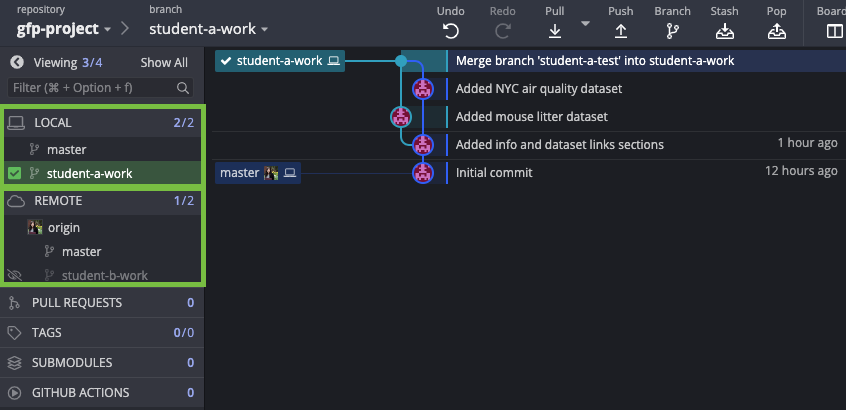 repository
gfp-project
branch
student-a-work
Undo
Redo
Pull
Push
Branch
Stash
Pop
Board
Viewing 3/4
Show All
Filter (⌘ + Option + f)
LOCAL 2/2
master
student-a-work
REMOTE 1/2
origin
master
student-b-work
PULL REQUESTS 0
TAGS 0/0
SUBMODULES 0
GITHUB ACTIONS 0
student-a-work Merge branch 'student-a-test' into student-a-work
Added NYC air quality dataset
Added mouse litter dataset
Added info and dataset links sections 1 hour ago
master Initial commit 12 hours ago